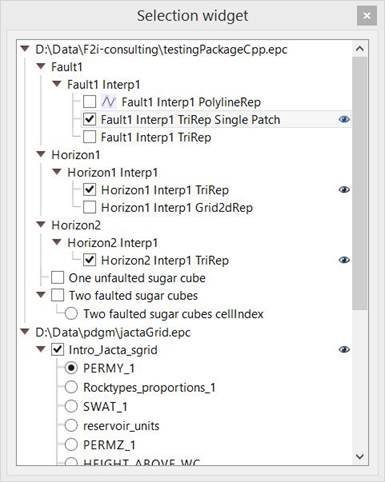 Selection widget
D:\Data\F2i-consulting\testingPackageCpp.epc
Fault1
Fault1 Interp1
Fault1 Interp1 PolylineRep
Fault1 Interp1 TriRep Single Patch
Fault1 Interp1 TriRep
Horizon1
Horizon1 Interp1
Horizon1 Interp1 TriRep
Horizon1 Interp1 Grid2dRep
Horizon2
Horizon2 Interp1
Horizon2 Interp1 TriRep
One unfaulted sugar cube
Two faulted sugar cubes
Two faulted sugar cubes cellIndex
D:\Data\pdgm\jactaGrid.epc
Intro_Jacta_sgrid
PERMY_1
Rocktypes_proportions_1
SWAT_1
reservoir_units
PERMZ_1
HEIGHT_ABOVE_WC